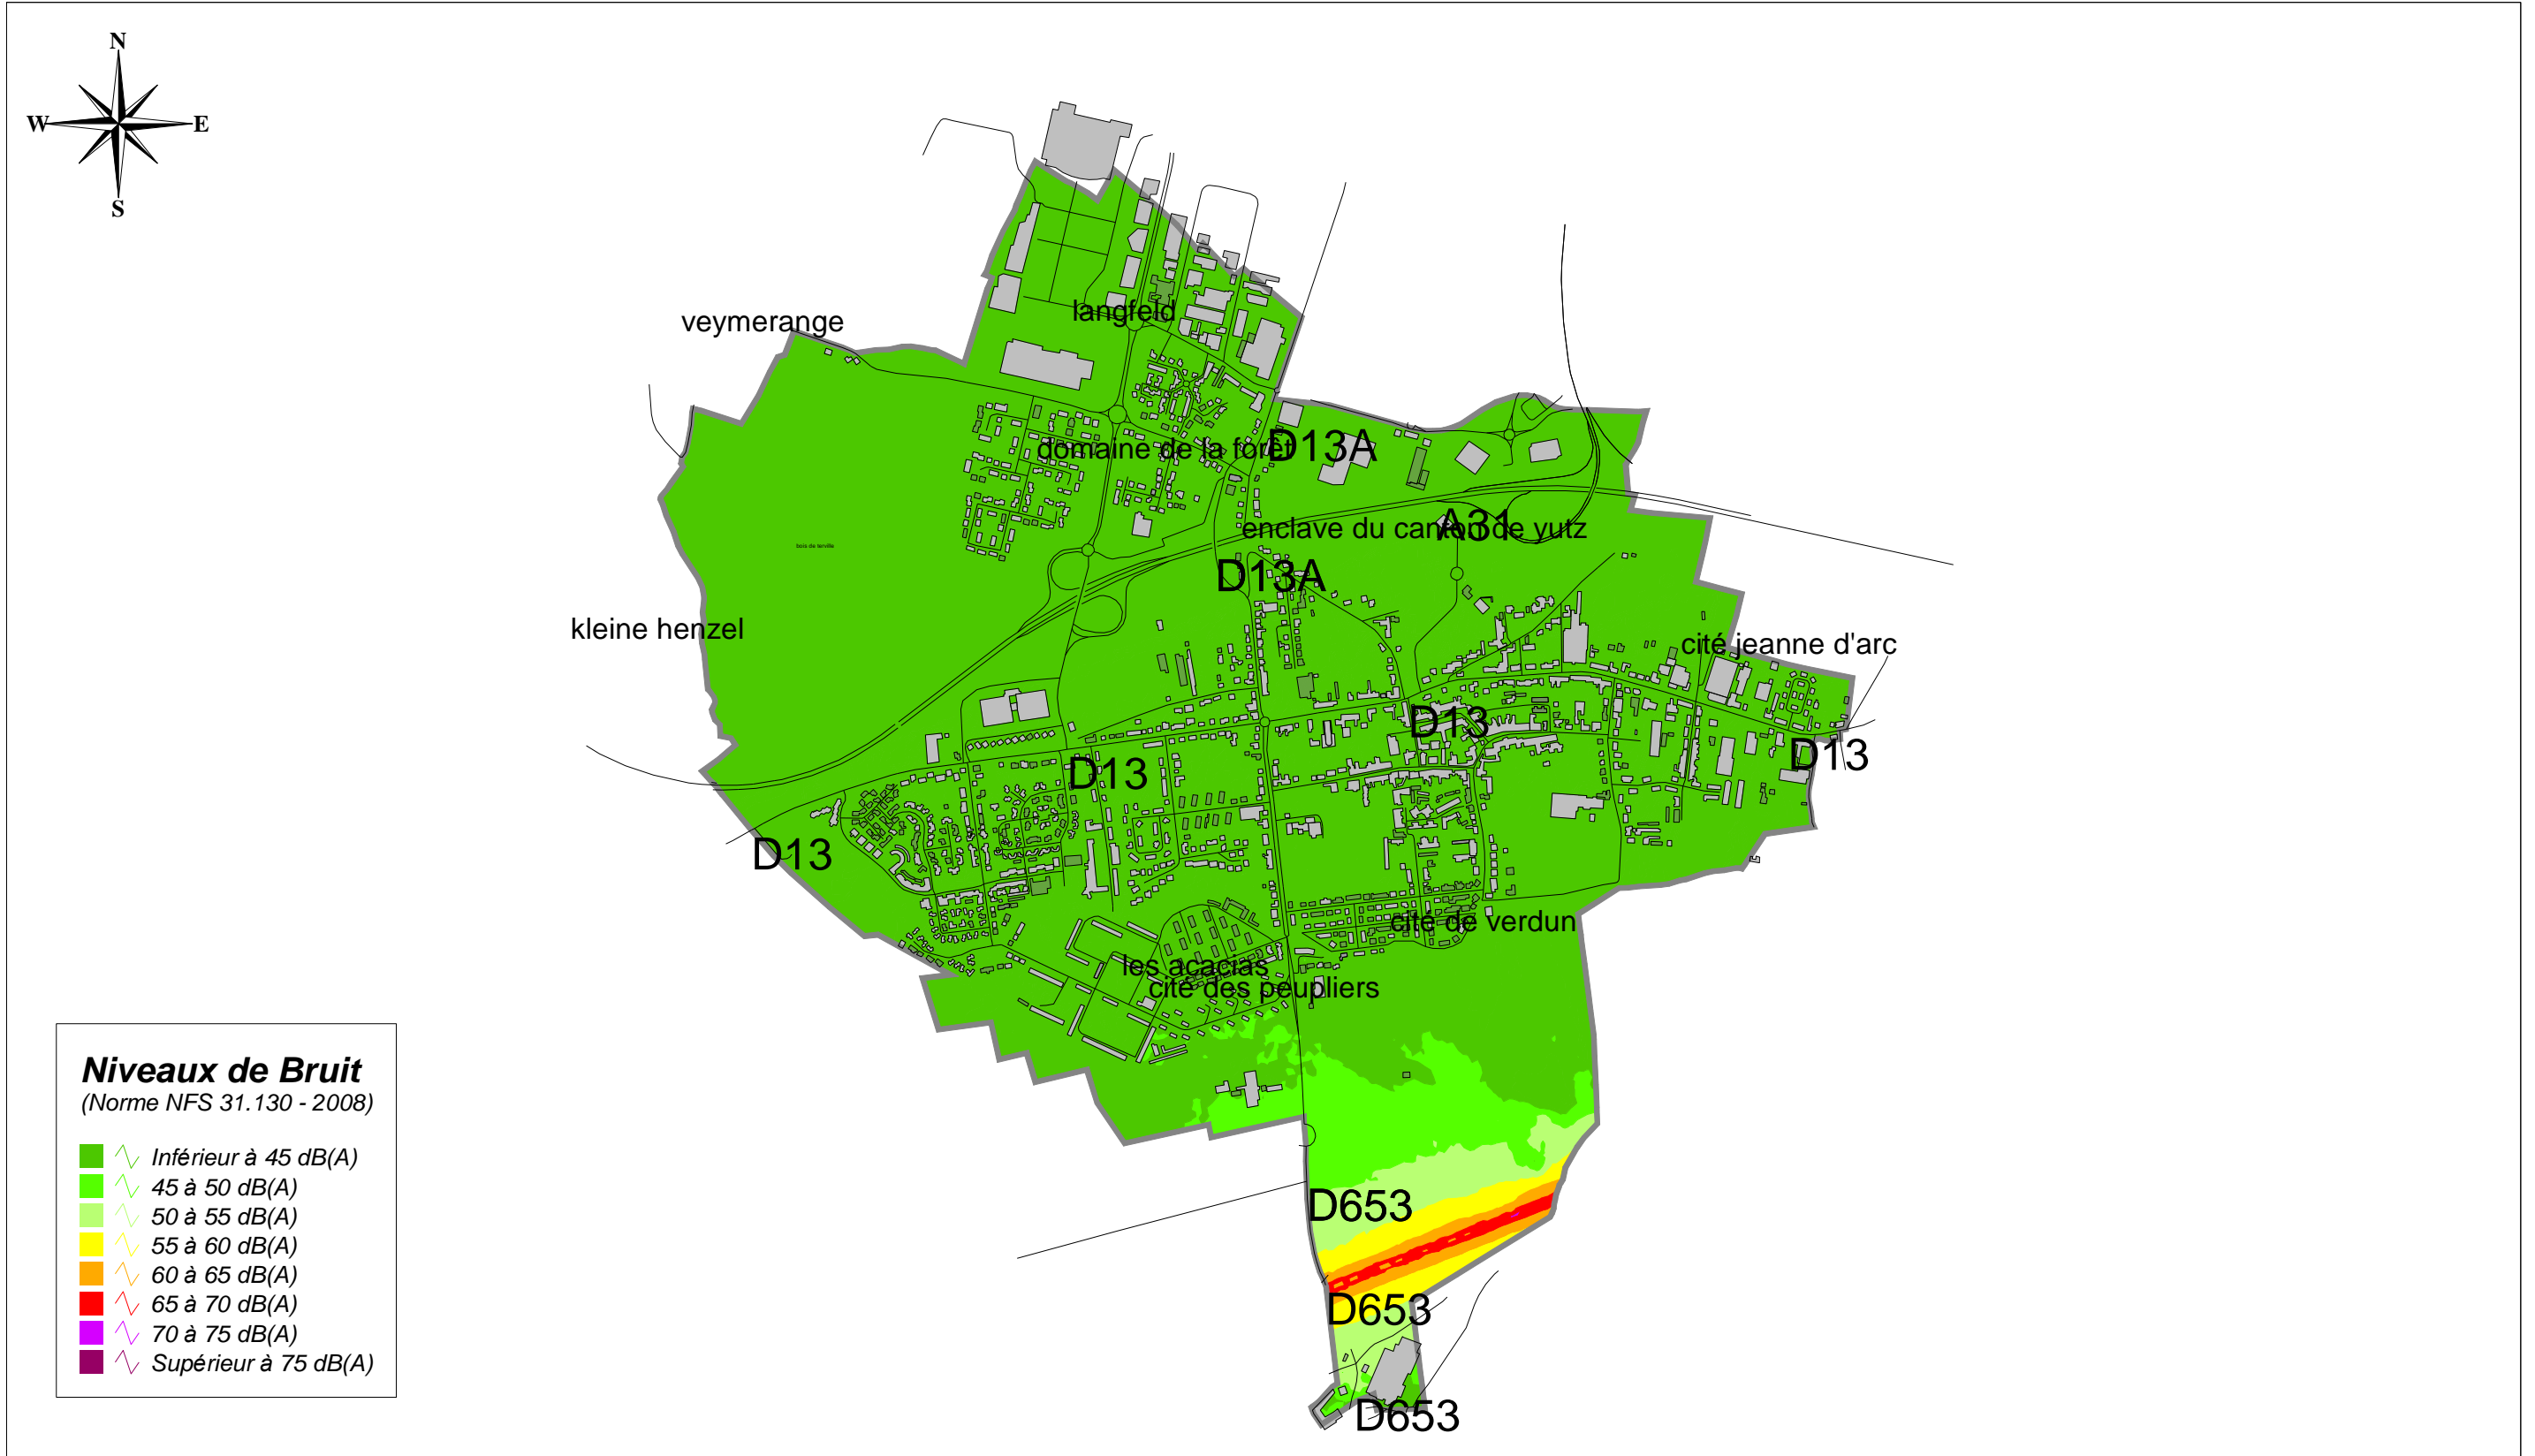 N
W
E
S
langfeld
veymerange
D13A
domaine de la forêt
A31
enclave du canton de yutz
bois de terville
D13A
kleine henzel
cité jeanne d'arc
D13
D13
D13
D13
cité de verdun
les acacias
cité des peupliers
Niveaux de Bruit
(Norme NFS 31.130 - 2008)
Inférieur à 45 dB(A)
45 à 50 dB(A)
50 à 55 dB(A)
55 à 60 dB(A)
60 à 65 dB(A)
65 à 70 dB(A)
70 à 75 dB(A)
Supérieur à 75 dB(A)
D653
D653
D653